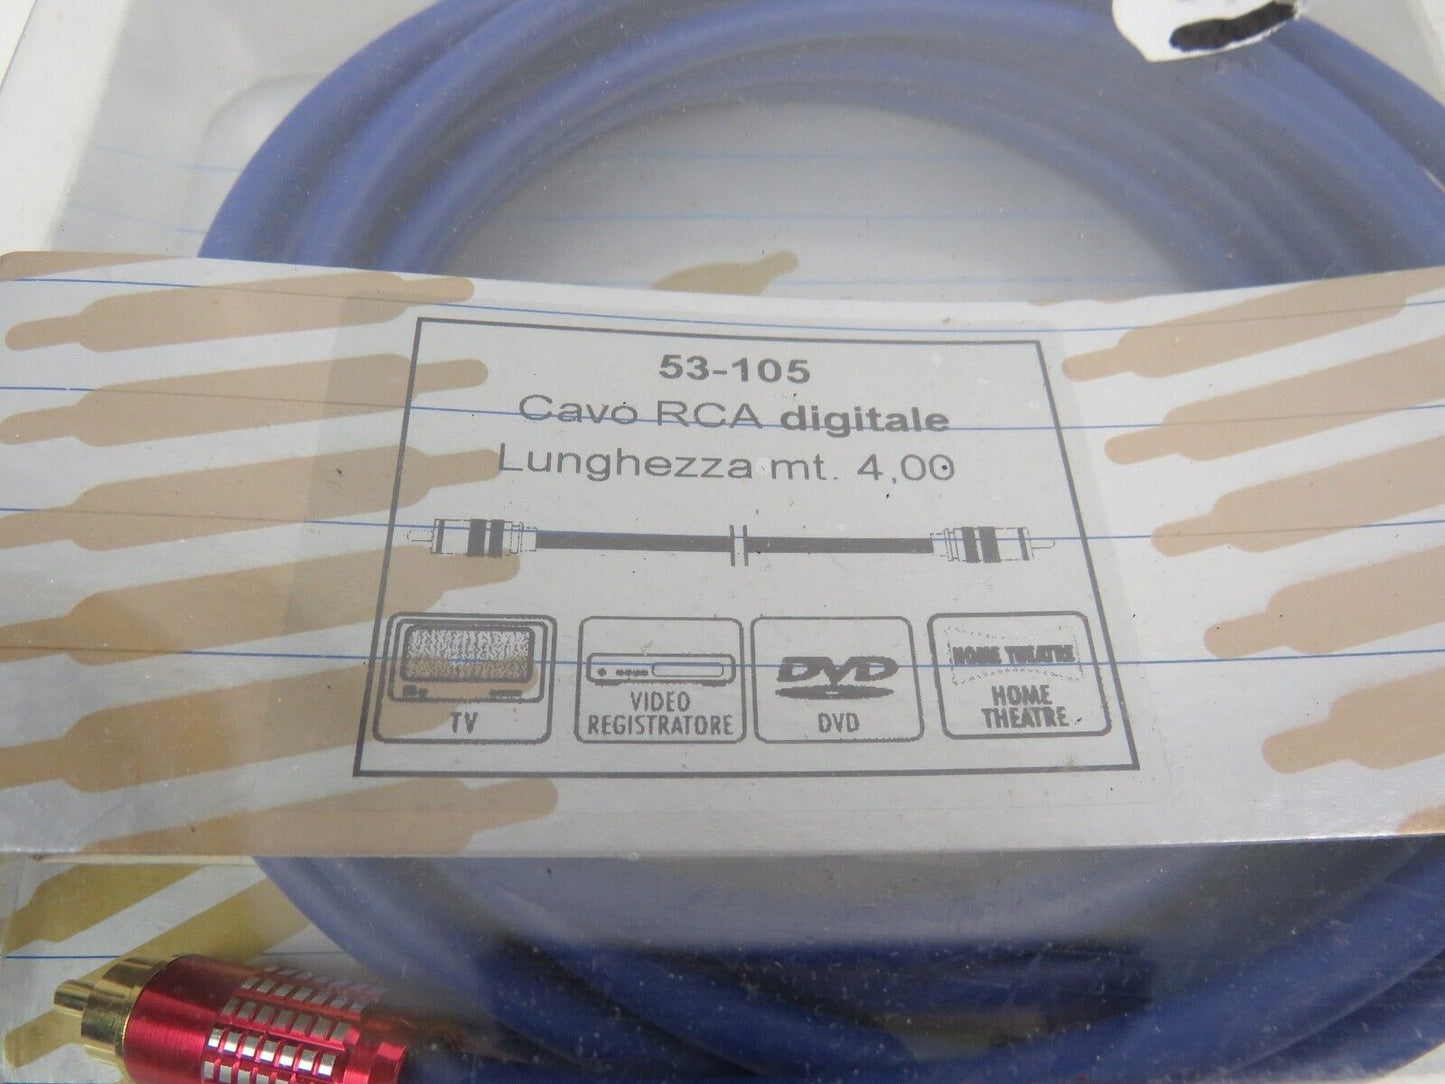 53-105
Cavo RCA digitale
Lunghezza mt. 4,00
TV
VIDEO
REGISTRATORE
DVD
DVD
HOME THEATRE
HOME
THEATRE